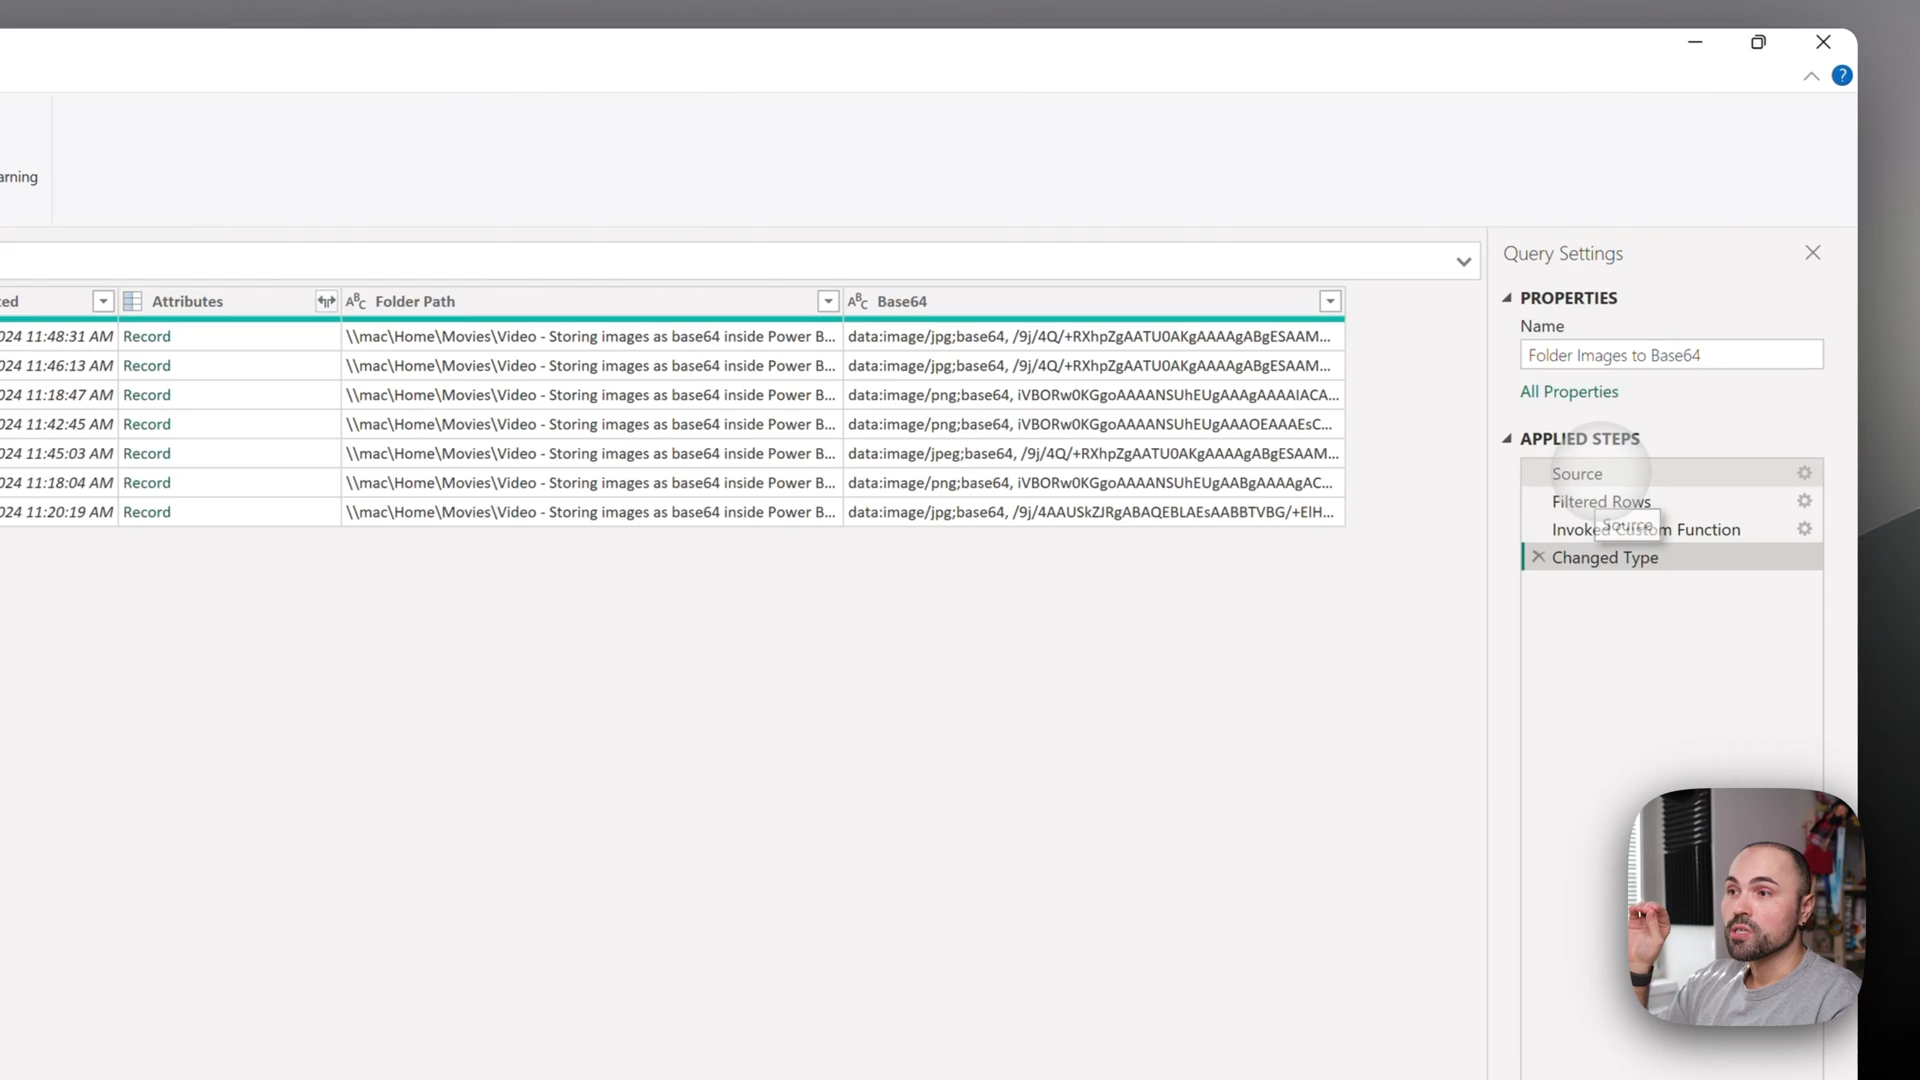 ?
arning
Query Settings
PROPERTIES
Name
Folder Images to Base64
All Properties
APPLIED STEPS
Source
Filtered Rows
Source
Invoked Custom Function
Changed Type
ted Attributes Folder Path Base64
024 11:48:31 AM Record \\mac\Home\Movies\Video - Storing images as base64 inside Power B... data:image/jpg;base64, /9j/4Q/+RXhpZgAATU0AKgAAAAgABgESAAM...
024 11:46:13 AM Record \\mac\Home\Movies\Video - Storing images as base64 inside Power B... data:image/jpg;base64, /9j/4Q/+RXhpZgAATU0AKgAAAAgABgESAAM...
024 11:18:47 AM Record \\mac\Home\Movies\Video - Storing images as base64 inside Power B... data:image/png;base64, iVBORw0KGgoAAAANSUhEUgAAAgAAAAIACA...
024 11:42:45 AM Record \\mac\Home\Movies\Video - Storing images as base64 inside Power B... data:image/png;base64, iVBORw0KGgoAAAANSUhEUgAAAOEAAAEsC...
024 11:45:03 AM Record \\mac\Home\Movies\Video - Storing images as base64 inside Power B... data:image/jpeg;base64, /9j/4Q/+RXhpZgAATU0AKgAAAAgABgESAAM...
024 11:18:04 AM Record \\mac\Home\Movies\Video - Storing images as base64 inside Power B... data:image/png;base64, iVBORw0KGgoAAAANSUhEUgAABgAAAAgAC...
024 11:20:19 AM Record \\mac\Home\Movies\Video - Storing images as base64 inside Power B... data:image/jpg;base64, /9j/4AAUSkZJRgABAQEBLAEsAABBTVBG/+ElH...